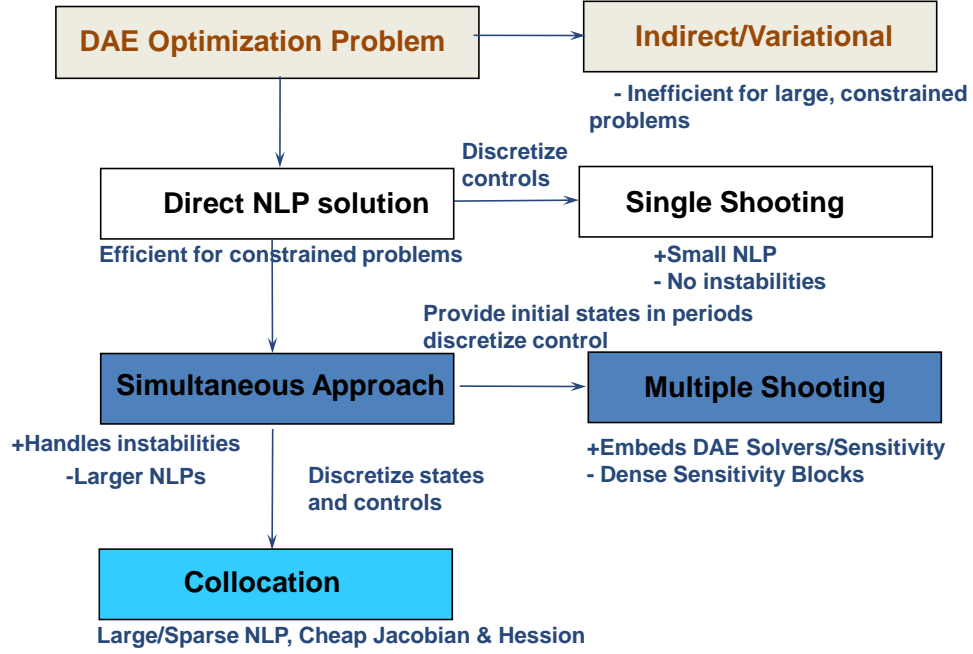 DAE Optimization Problem
Indirect/Variational
- Inefficient for large, constrained
problems
Discretize
controls
Direct NLP solution
Single Shooting
Efficient for constrained problems
+Small NLP
- No instabilities
Provide initial states in periods
discretize control
Simultaneous Approach
Multiple Shooting
+Handles instabilities
-Larger NLPs
+Embeds DAE Solvers/Sensitivity
- Dense Sensitivity Blocks
Discretize states
and controls
Collocation
Large/Sparse NLP, Cheap Jacobian & Hession